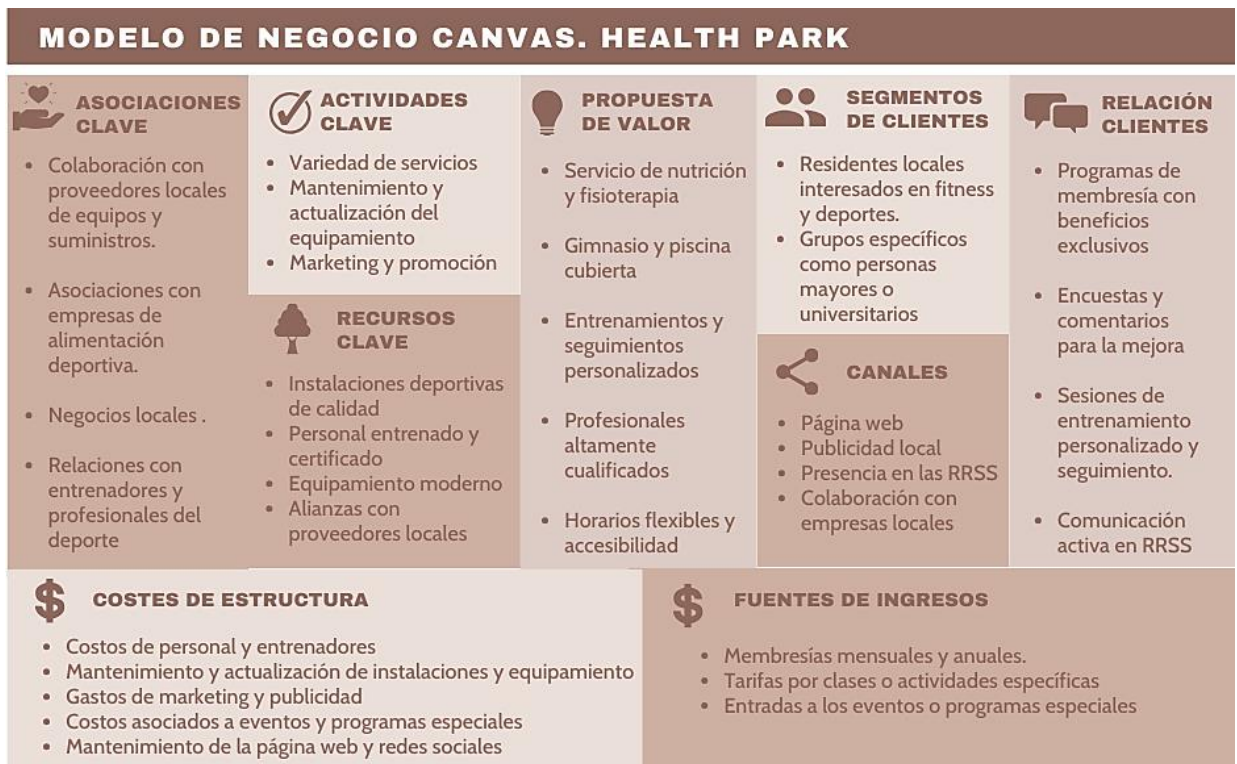 MODELO DE NEGOCIO CANVAS. HEALTH PARK
ASOCIACIONES
CLAVE
• Colaboración con
proveedores locales
de equipos y
suministros.
• Asociaciones con
empresas de
alimentación
deportiva.
• Negocios locales .
• Relaciones con
entrenadores y
profesionales del
deporte
ACTIVIDADES
CLAVE
• Variedad de servicios
• Mantenimiento y
actualización del
equipamiento
• Marketing y promoción
RECURSOS
CLAVE
• Instalaciones deportivas
de calidad
• Personal entrenado y
certificado
• Equipamiento moderno
• Alianzas con
proveedores locales
PROPUESTA
DE VALOR
• Servicio de nutrición
y fisioterapia
• Gimnasio y piscina
cubierta
• Entrenamientos y
seguimientos
personalizados
• Profesionales
altamente
cualificados
• Horarios flexibles y
accesibilidad
SEGMENTOS
DE CLIENTES
• Residentes locales
interesados en fitness
y deportes.
• Grupos específicos
como personas
mayores o
universitarios
CANALES
• Página web
• Publicidad local
• Presencia en las RRSS
• Colaboración con
empresas locales
RELACIÓN
CLIENTES
• Programas de
membresía con
beneficios
exclusivos
• Encuestas y
comentarios
para la mejora
• Sesiones de
entrenamiento
personalizado y
seguimiento.
• Comunicación
activa en RRSS
$ COSTES DE ESTRUCTURA
• Costos de personal y entrenadores
• Mantenimiento y actualización de instalaciones y equipamiento
• Gastos de marketing y publicidad
• Costos asociados a eventos y programas especiales
• Mantenimiento de la página web y redes sociales
$ FUENTES DE INGRESOS
• Membresías mensuales y anuales.
• Tarifas por clases o actividades específicas
• Entradas a los eventos o programas especiales